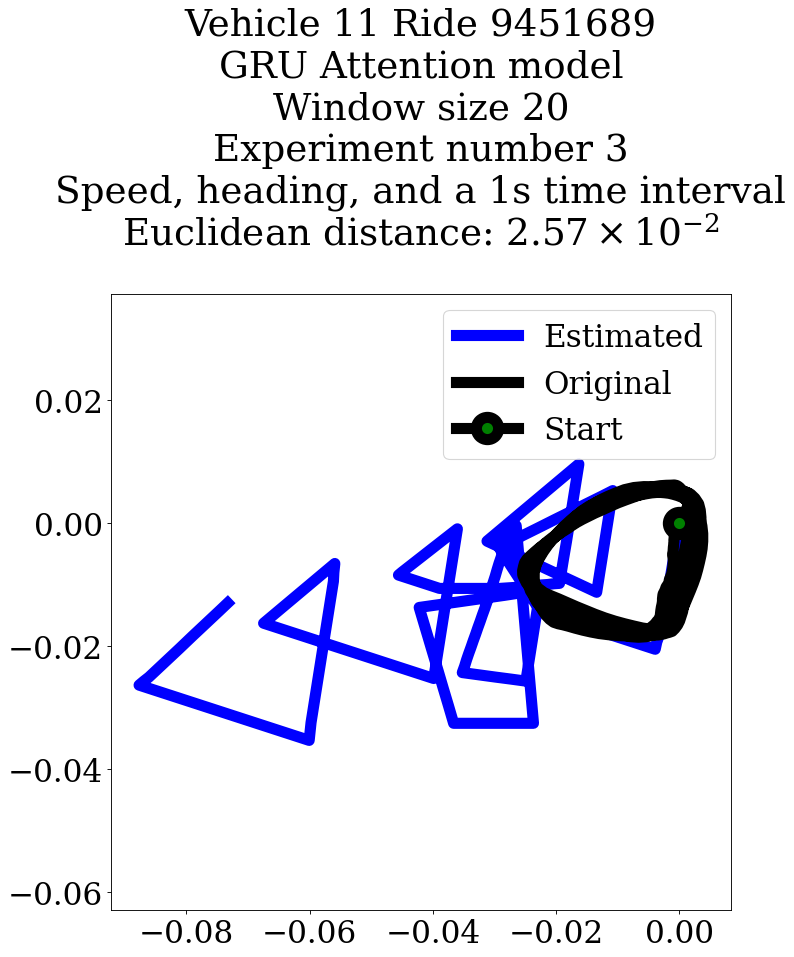 Vehicle 11 Ride 9451689
GRU Attention model
Window size 20
Experiment number 3
Speed, heading, and a 1s time interval
Euclidean distance: 2.57 × 10⁻²
Estimated
Original
Start
0.02
0.00
−0.02
−0.04
−0.06
−0.08 −0.06 −0.04 −0.02 0.00